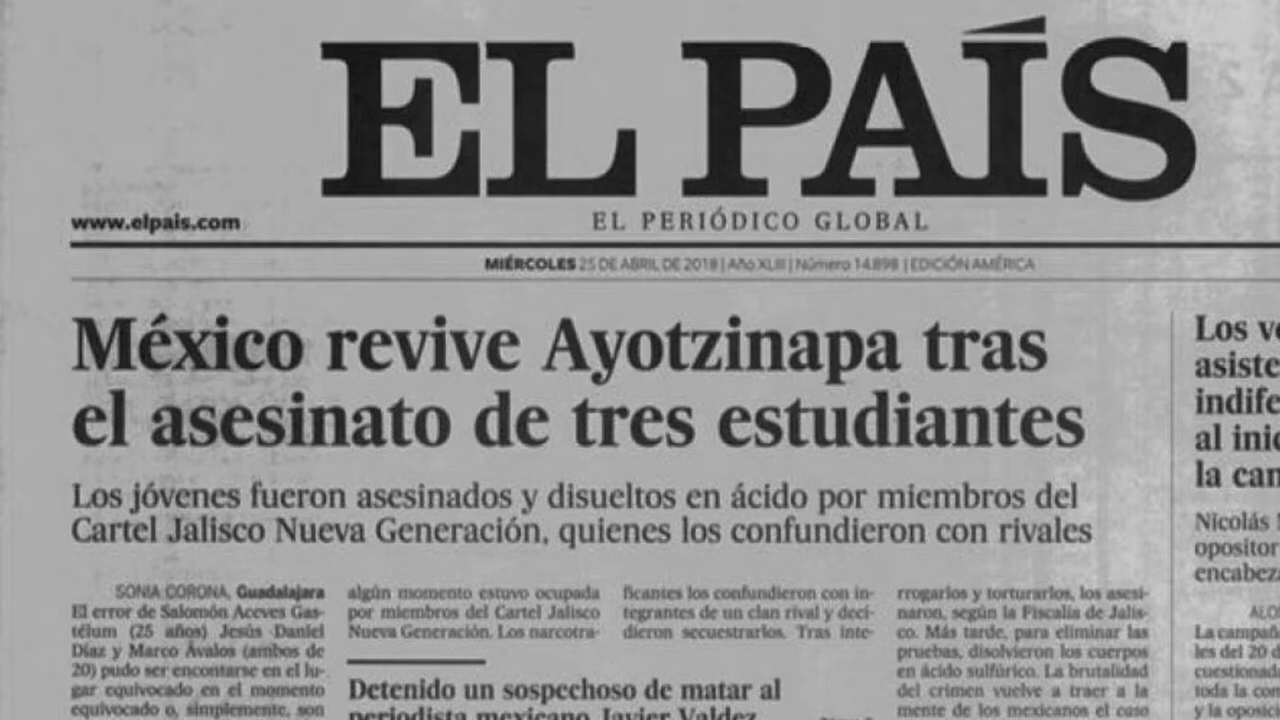 EL PAÍS
www.elpais.com
EL PERIÓDICO GLOBAL
MIÉRCOLES 25 DE ABRIL DE 2018 | Año XLIII | Número 14.898 | EDICIÓN AMÉRICA
México revive Ayotzinapa tras
el asesinato de tres estudiantes
Los jóvenes fueron asesinados y disueltos en ácido por miembros del
Cartel Jalisco Nueva Generación, quienes los confundieron con rivales
SONIA CORONA, Guadalajara
El error de Salomón Aceves Gas-
télum (25 años) Jesús Daniel
Díaz y Marco Ávalos (ambos de
20) pudo ser encontarse en el lu-
gar equivocado en el momento
equivocado o, simplemente, son
algún momento estuvo ocupada
por miembros del Cartel Jalisco
Nueva Generación. Los narcotra-
ficantes los confundieron con in-
tegrantes de un clan rival y deci-
dieron secuestrarlos. Tras inte-
rrogarlos y torturarlos, los asesi-
naron, según la Fiscalía de Jalis-
co. Más tarde, para eliminar las
pruebas, disolvieron los cuerpos
en ácido sulfúrico. La brutalidad
del crimen vuelve a traer a la
mente de los mexicanos el caso
Detenido un sospechoso de matar al
periodista mexicano Javier Valdez
Los v
asiste
indife
al inic
la can
Nicolás
opositor
encabez
ALO
La campañ
les del 20 d
cuestionad
toda la con
y la oposic